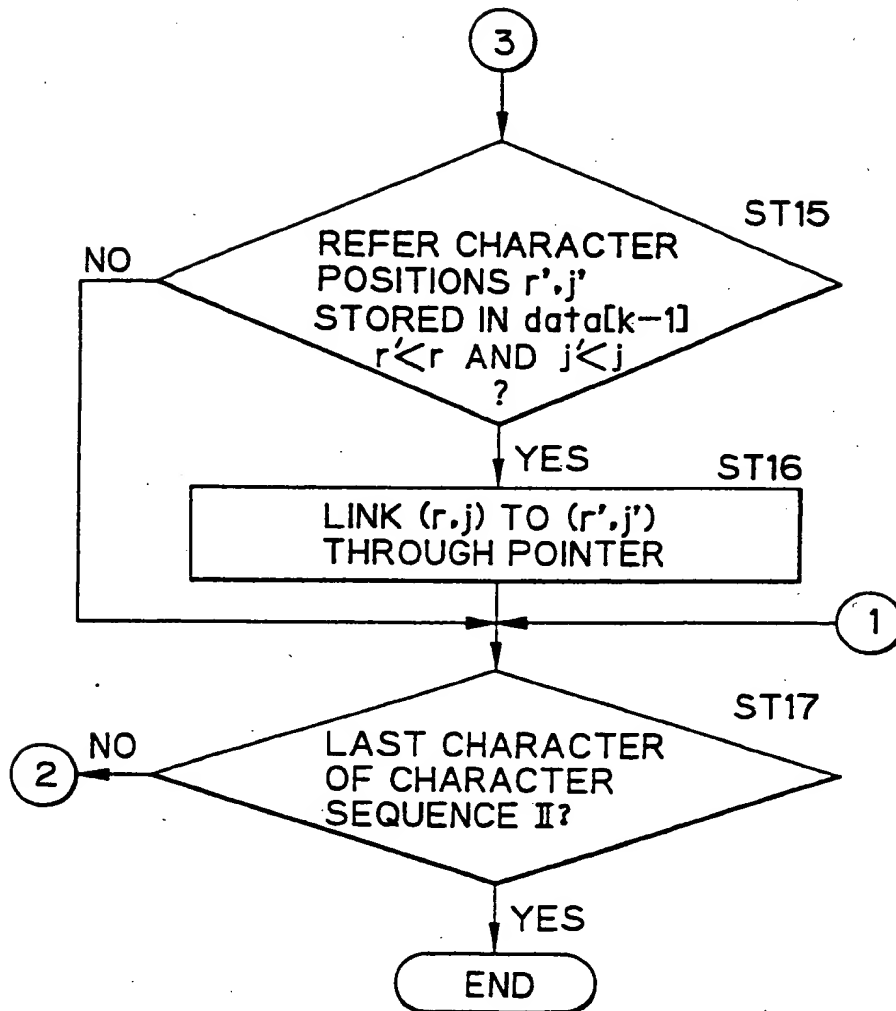 3
ST15
REFER CHARACTER
POSITIONS r',j'
STORED IN data[k-1]
r'<r AND j'<j
?
NO
YES
ST16
LINK (r,j) TO (r',j')
THROUGH POINTER
1
ST17
LAST CHARACTER
OF CHARACTER
SEQUENCE II?
NO
2
YES
END